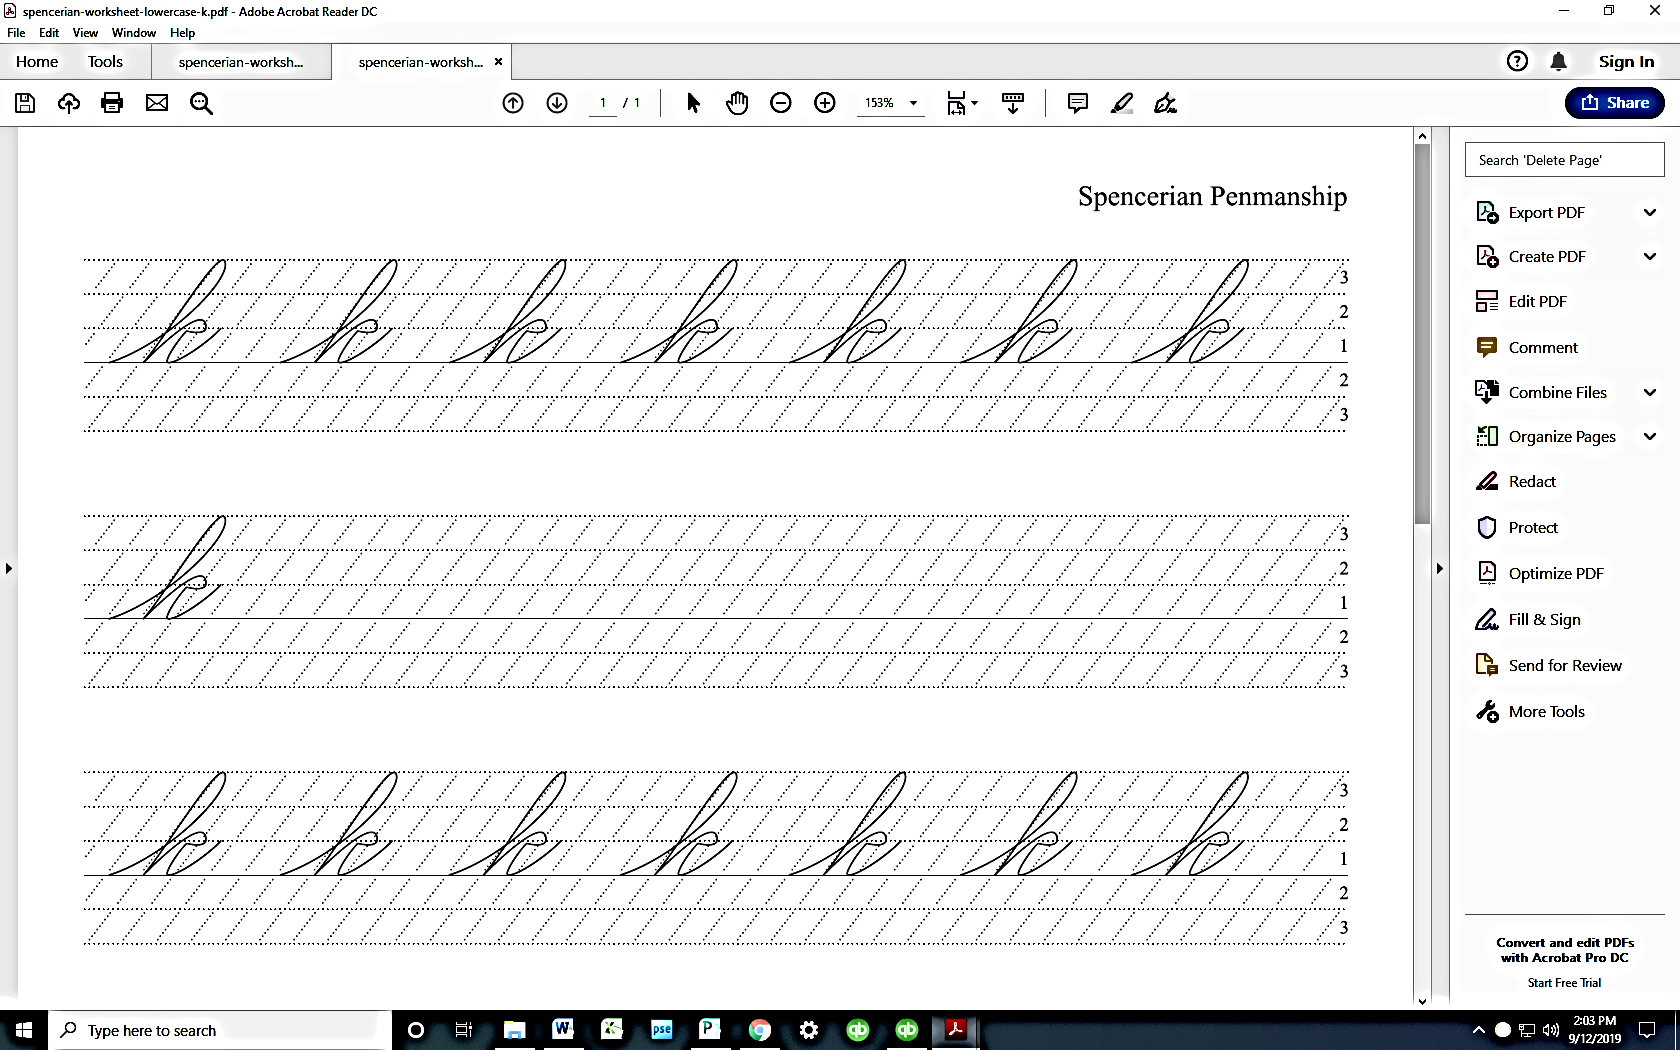 spencerian-worksheet-lowercase-k.pdf - Adobe Acrobat Reader DC
File Edit View Window Help
Home Tools spencerian-worksh... spencerian-worksh... × ? Sign In
1 / 1 153% Share
Search 'Delete Page'
Spencerian Penmanship
Export PDF
Create PDF
Edit PDF
Comment
Combine Files
Organize Pages
Redact
Protect
Optimize PDF
Fill & Sign
Send for Review
More Tools
k k k k k k k
3
2
1
2
3
k
3
2
1
2
3
k k k k k k k
3
2
1
2
3
Convert and edit PDFs
with Acrobat Pro DC
Start Free Trial
Type here to search
W X pse P qb qb
2:03 PM
9/12/2019